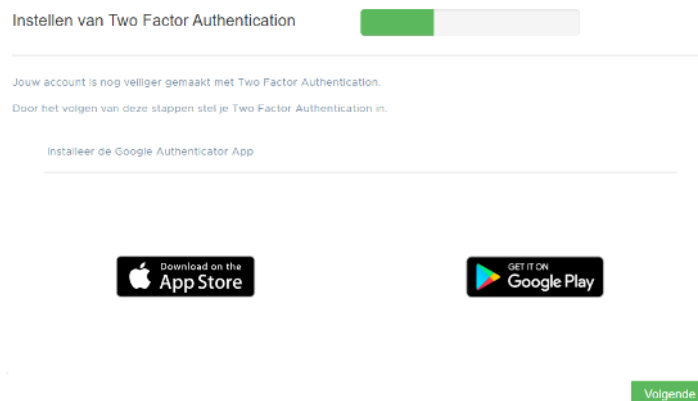 Instellen van Two Factor Authentication
Jouw account is nog veiliger gemaakt met Two Factor Authentication.
Door het volgen van deze stappen stel je Two Factor Authentication in.
Installeer de Google Authenticator App
Download on the
App Store
GET IT ON
Google Play
Volgende